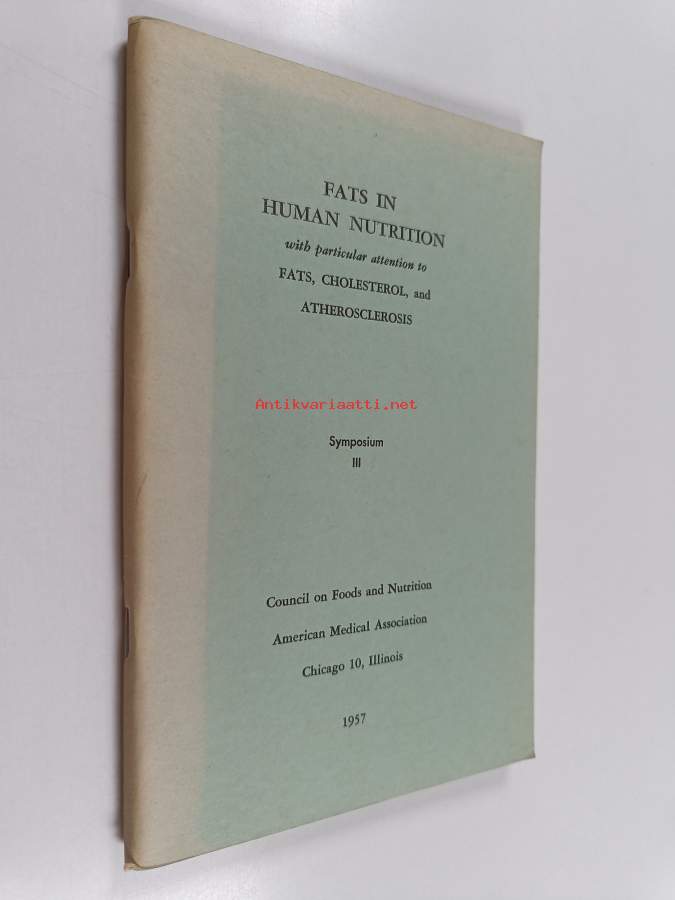 FATS IN
HUMAN NUTRITION
with particular attention to
FATS, CHOLESTEROL, and
ATHEROSCLEROSIS
Antikvariaatti.net
Symposium
III
Council on Foods and Nutrition
American Medical Association
Chicago 10, Illinois
1957